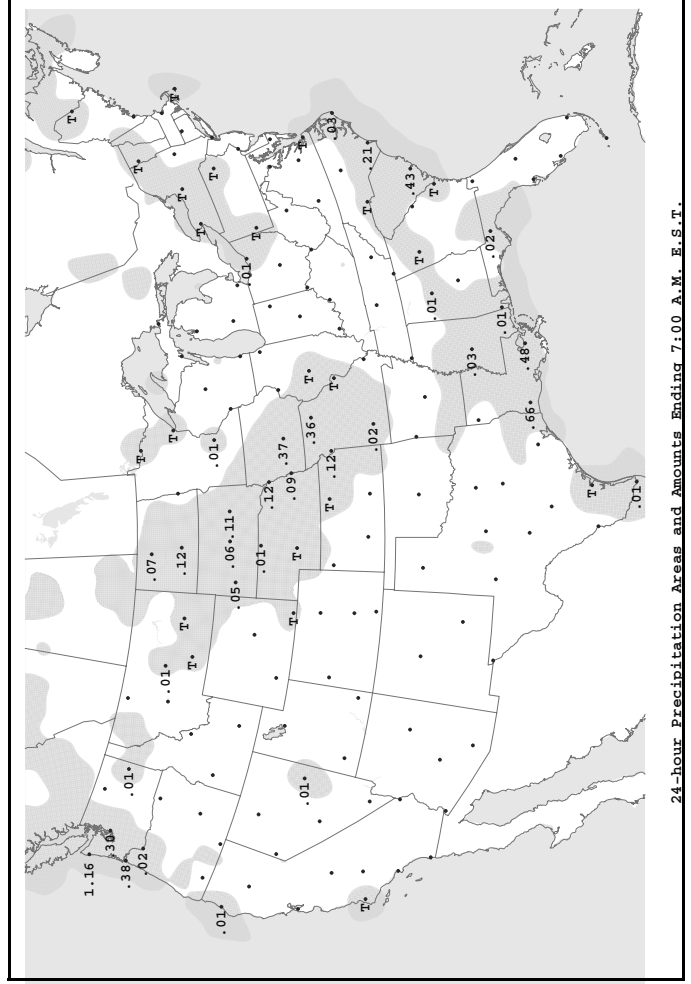 T
1.16
.30
.38
.01
T
T
.02
.07
.01
T
T
.12
T
T
T
T
.01
T
.01
.06 .11
.05
.01
T
.01
.12
.37
.09
T
T
T
.01
T
.36
T
.12
T
.03
T
T
.21
.02
.43
T
.01
T
.03
.02
.01
.48
.66
T
.01
24-hour Precipitation Areas and Amounts Ending 7:00 A.M. E.S.T.